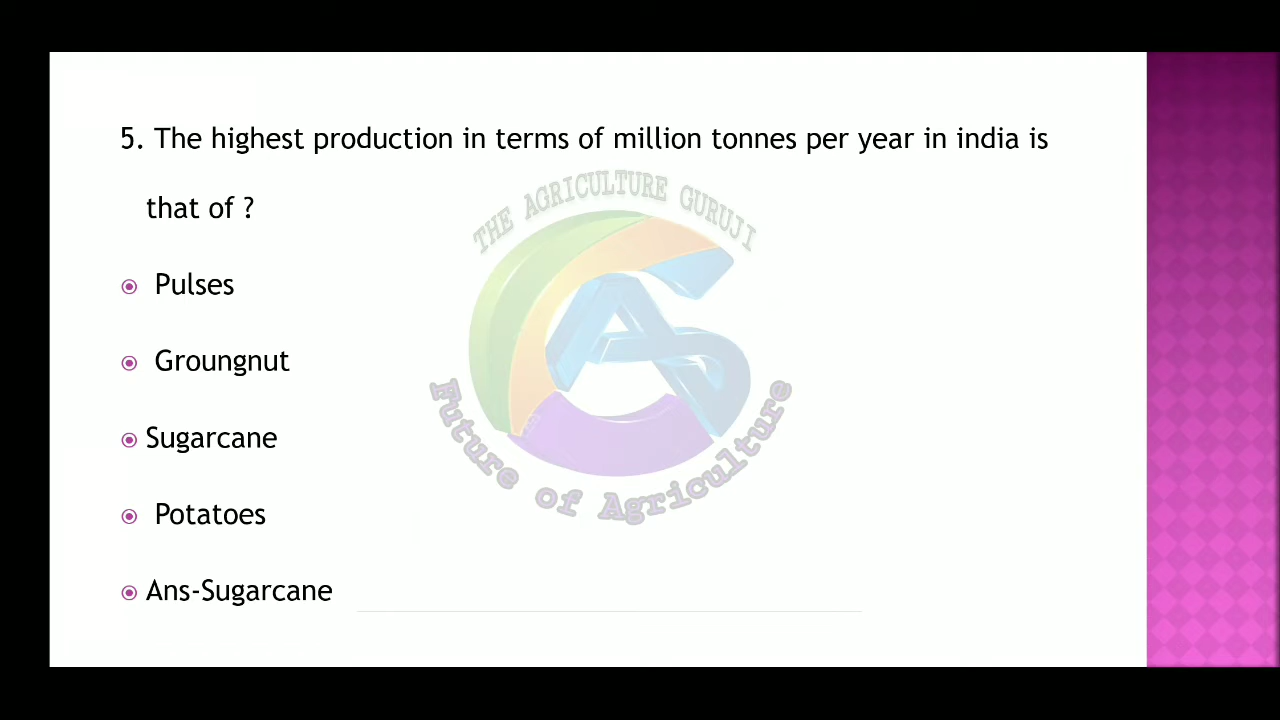 5. The highest production in terms of million tonnes per year in india is
that of ?
Pulses
Groungnut
Sugarcane
Potatoes
Ans-Sugarcane
THE AGRICULTURE GURUJI
Future of Agriculture